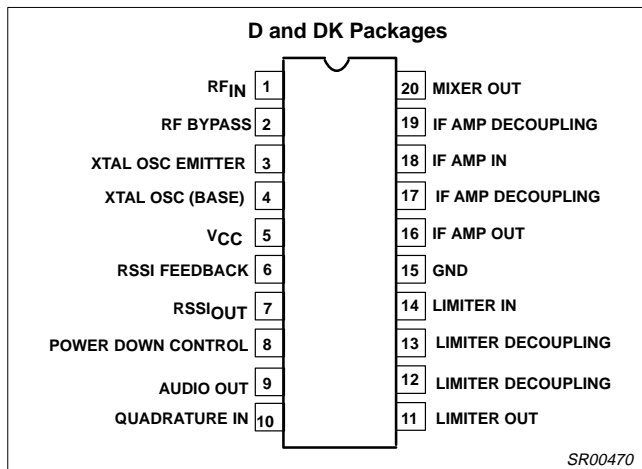 D and DK Packages
RFIN 1
RF BYPASS 2
XTAL OSC EMITTER 3
XTAL OSC (BASE) 4
VCC 5
RSSI FEEDBACK 6
RSSIOUT 7
POWER DOWN CONTROL 8
AUDIO OUT 9
QUADRATURE IN 10
20 MIXER OUT
19 IF AMP DECOUPLING
18 IF AMP IN
17 IF AMP DECOUPLING
16 IF AMP OUT
15 GND
14 LIMITER IN
13 LIMITER DECOUPLING
12 LIMITER DECOUPLING
11 LIMITER OUT
SR00470